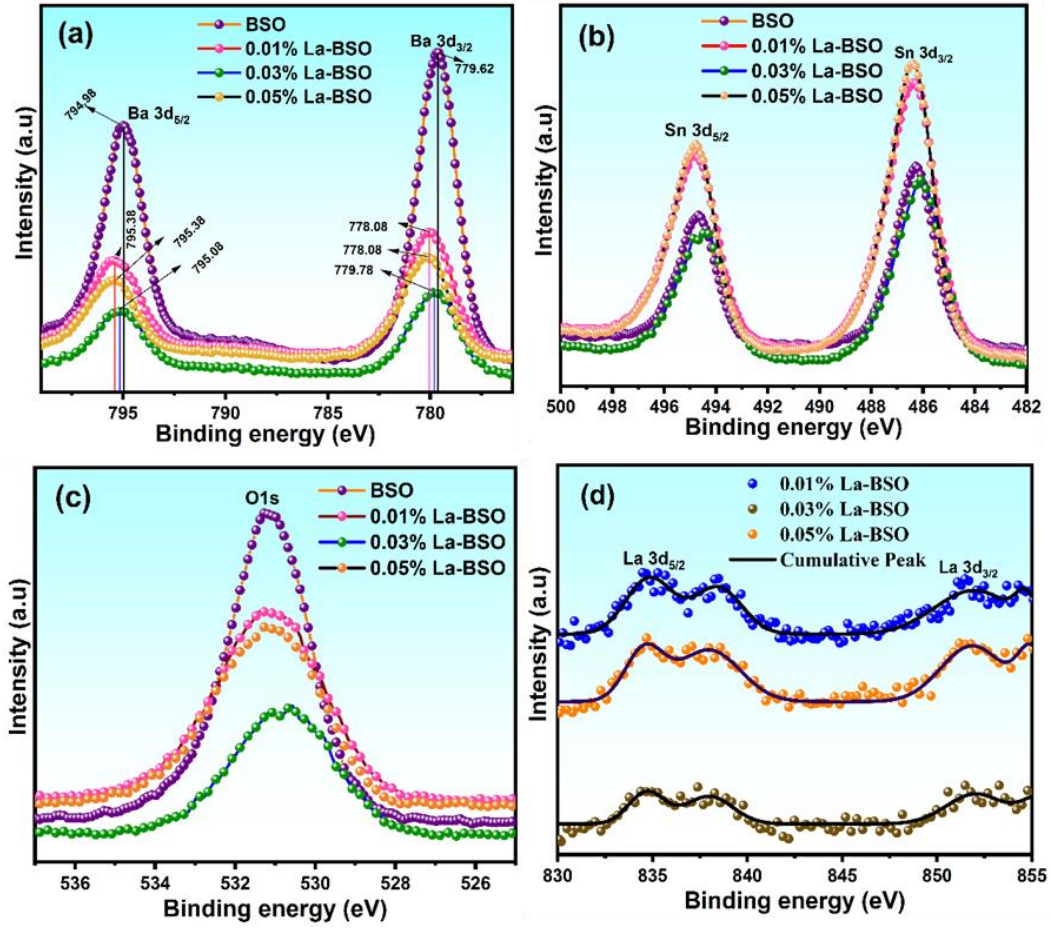 (a)
BSO
0.01% La-BSO
0.03% La-BSO
0.05% La-BSO
Ba 3d3/2
779.62
794.98
Ba 3d5/2
795.38
795.38
795.08
778.08
778.08
779.78
Intensity (a.u)
795 790 785 780
Binding energy (eV)
(b)
BSO
0.01% La-BSO
0.03% La-BSO
0.05% La-BSO
Sn 3d3/2
Sn 3d5/2
Intensity (a.u)
500 498 496 494 492 490 488 486 484 482
Binding energy (eV)
(c)
O1s
BSO
0.01% La-BSO
0.03% La-BSO
0.05% La-BSO
Intensity (a.u)
536 534 532 530 528 526
Binding energy (eV)
(d)
0.01% La-BSO
0.03% La-BSO
0.05% La-BSO
Cumulative Peak
La 3d5/2
La 3d3/2
Intensity (a.u)
830 835 840 845 850 855
Binding energy (eV)